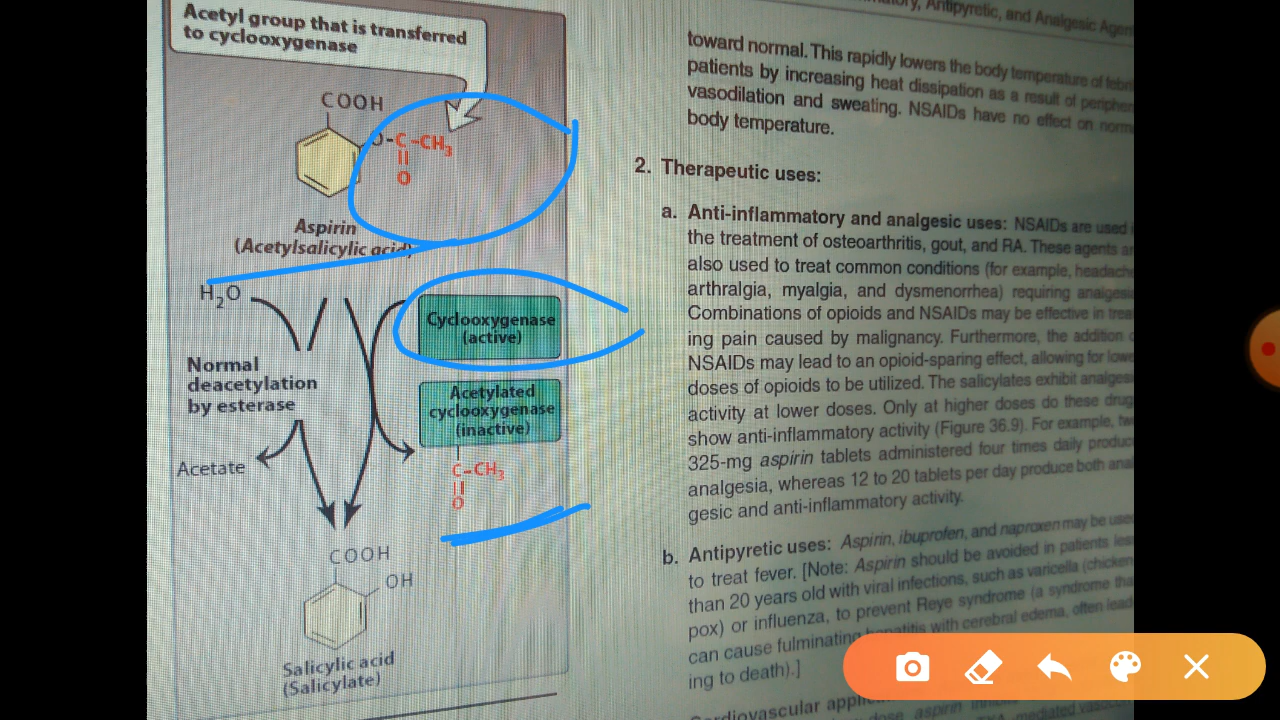 Acetyl group that is transferred
to cyclooxygenase
COOH
O-C-CH3
O
Aspirin
(Acetylsalicylic acid)
H2O
Cyclooxygenase
(active)
Normal
deacetylation
by esterase
Acetylated
cyclooxygenase
(inactive)
Acetate
C-CH3
O
COOH
OH
Salicylic acid
(Salicylate)
Antipyretic, and Analgesic
toward normal. This rapidly lowers the body temperature of
patients by increasing heat dissipation as a result of
vasodilation and sweating. NSAIDs have no effect on
body temperature.
2. Therapeutic uses:
a. Anti-inflammatory and analgesic uses: NSAIDs are used
the treatment of osteoarthritis, gout, and RA. These agents
also used to treat common conditions (for example,
arthralgia, myalgia, and dysmenorrhea) requiring
Combinations of opioids and NSAIDs may be effective in
ing pain caused by malignancy. Furthermore, the addition
NSAIDs may lead to an opioid-sparing effect, allowing for
doses of opioids to be utilized. The salicylates exhibit
activity at lower doses. Only at higher doses do these
show anti-inflammatory activity (Figure 36.9). For example,
325-mg aspirin tablets administered four times daily
analgesia, whereas 12 to 20 tablets per day produce both
gesic and anti-inflammatory activity.
b. Antipyretic uses: Aspirin, ibuprofen, and naproxen may be
to treat fever. [Note: Aspirin should be avoided in patients
than 20 years old with viral infections, such as varicella
pox) or influenza, to prevent Reye syndrome (a syndrome
can cause fulminating hepatitis with cerebral edema, often
ing to death).]
aspirin